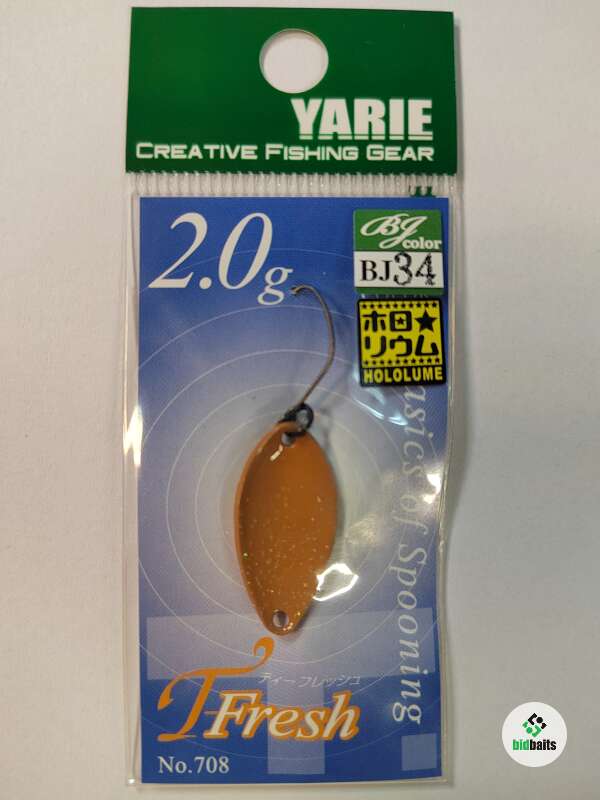 YARIE
CREATIVE FISHING GEAR
2.0g
BJ
color
BJ34
ホロ★
リウム
HOLOLUME
asics of Spooning
ティーフレッシュ
T Fresh
No.708
bidbaits